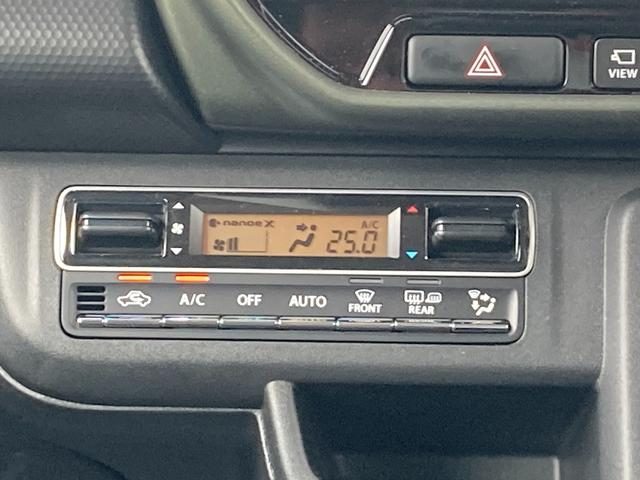 VIEW
nanoe X
A/C
25.0
A/C OFF AUTO FRONT REAR